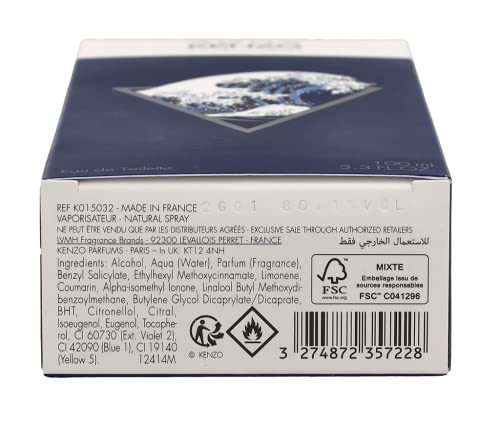 KENZO
100 ml
3.3 FL.OZ.
Eau de Toilette
REF K015032 - MADE IN FRANCE
VAPORISATEUR - NATURAL SPRAY
NE PEUT ÊTRE VENDU QUE PAR LES DISTRIBUTEURS AGRÉÉS - EXCLUSIVE SALE THROUGH AUTHORIZED RETAILERS
LVMH Fragrance Brands - 92300 LEVALLOIS PERRET - FRANCE
للاستعمال الخارجي فقط
KENZO PARFUMS - PARIS – In UK: KT12 4NH
Ingredients: Alcohol, Aqua (Water), Parfum (Fragrance),
Benzyl Salicylate, Ethylhexyl Methoxycinnamate, Limonene,
Coumarin, Alpha-isomethyl Ionone, Linalool Butyl Methoxydi-
benzoylmethane, Butylene Glycol Dicaprylate/Dicaprate,
BHT, Citronellol, Citral,
Isoeugenol, Eugenol, Tocophe-
rol, CI 60730 (Ext. Violet 2),
CI 42090 (Blue 1), CI 19140
(Yellow 5). 12414M
© KENZO
FSC
www.fsc.org
MIXTE
Emballage issu de
sources responsables
FSC™ C041296
3 274872 357228